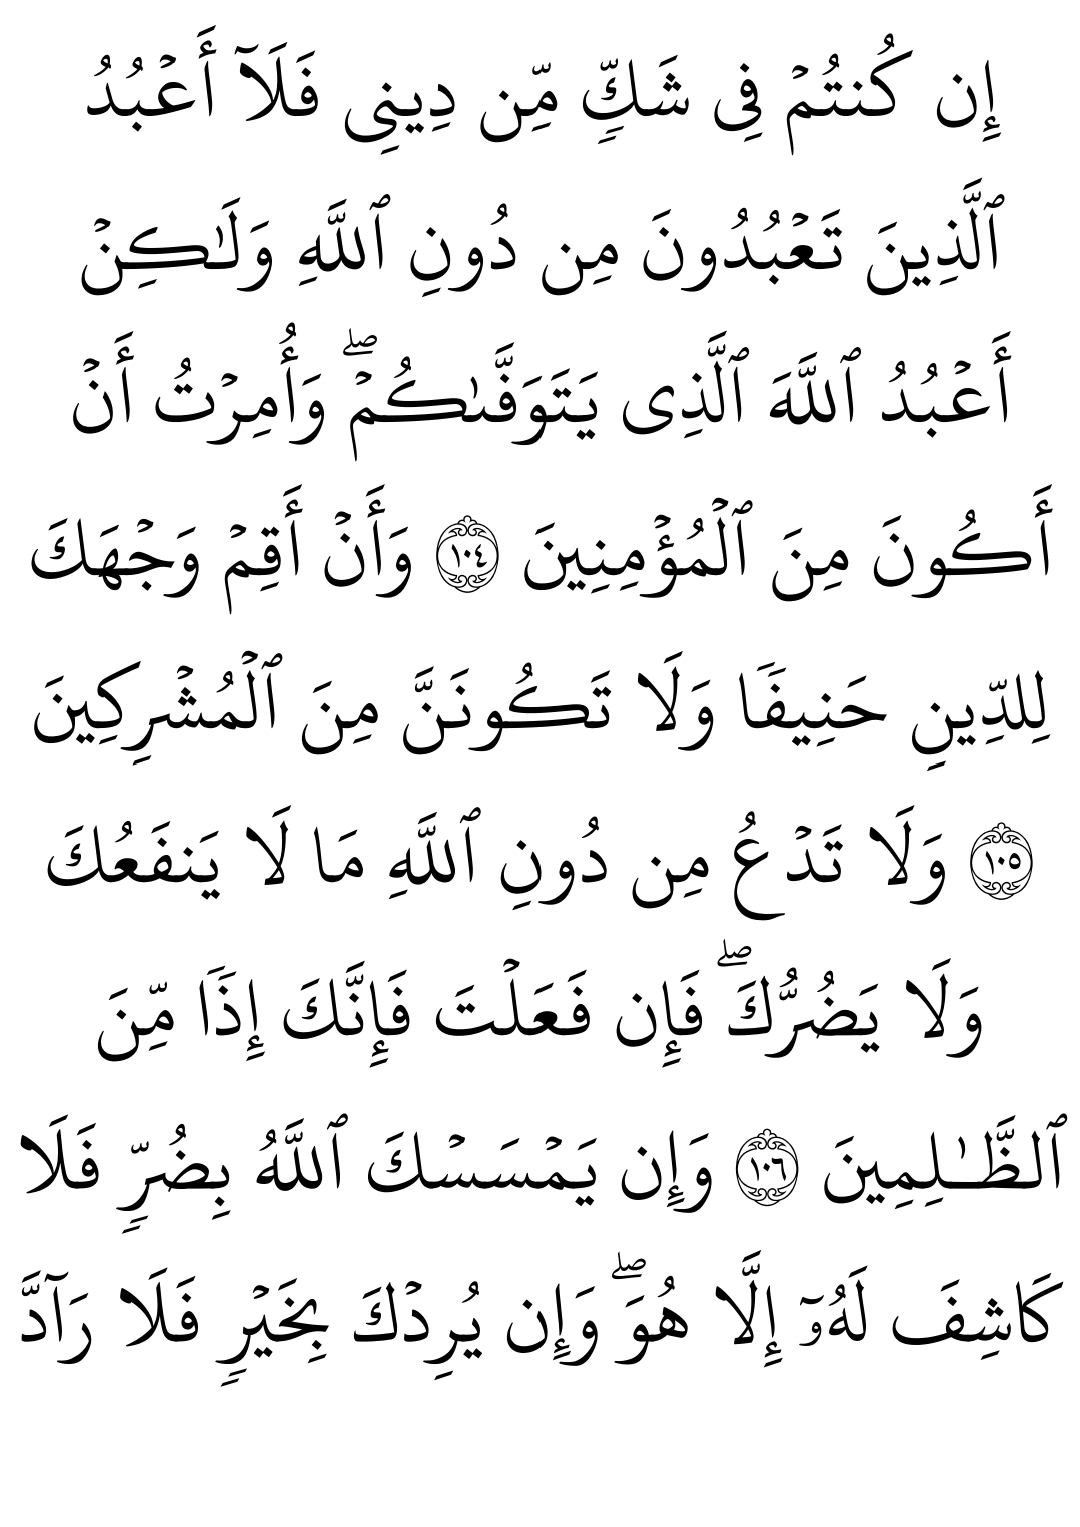 إِن كُنتُمۡ فِى شَكٍّۢ مِّن دِينِى فَلَآ أَعۡبُدُ
ٱلَّذِينَ تَعۡبُدُونَ مِن دُونِ ٱللَّهِ وَلَـٰكِنۡ
أَعۡبُدُ ٱللَّهَ ٱلَّذِى يَتَوَفَّىٰكُمۡ‌ۖ وَأُمِرۡتُ أَنۡ
أَكُونَ مِنَ ٱلۡمُؤۡمِنِينَ ١٠٤ وَأَنۡ أَقِمۡ وَجۡهَكَ
لِلدِّينِ حَنِيفًا وَلَا تَكُونَنَّ مِنَ ٱلۡمُشۡرِكِينَ
١٠٥ وَلَا تَدۡعُ مِن دُونِ ٱللَّهِ مَا لَا يَنفَعُكَ
وَلَا يَضُرُّكَ‌ۖ فَإِن فَعَلۡتَ فَإِنَّكَ إِذًا مِّنَ
ٱلظَّـٰلِمِينَ ١٠٦ وَإِن يَمۡسَسۡكَ ٱللَّهُ بِضُرٍّ فَلَا
كَاشِفَ لَهُۥٓ إِلَّا هُوَ‌ۖ وَإِن يُرِدۡكَ بِخَيۡرٍ فَلَا رَآدَّ